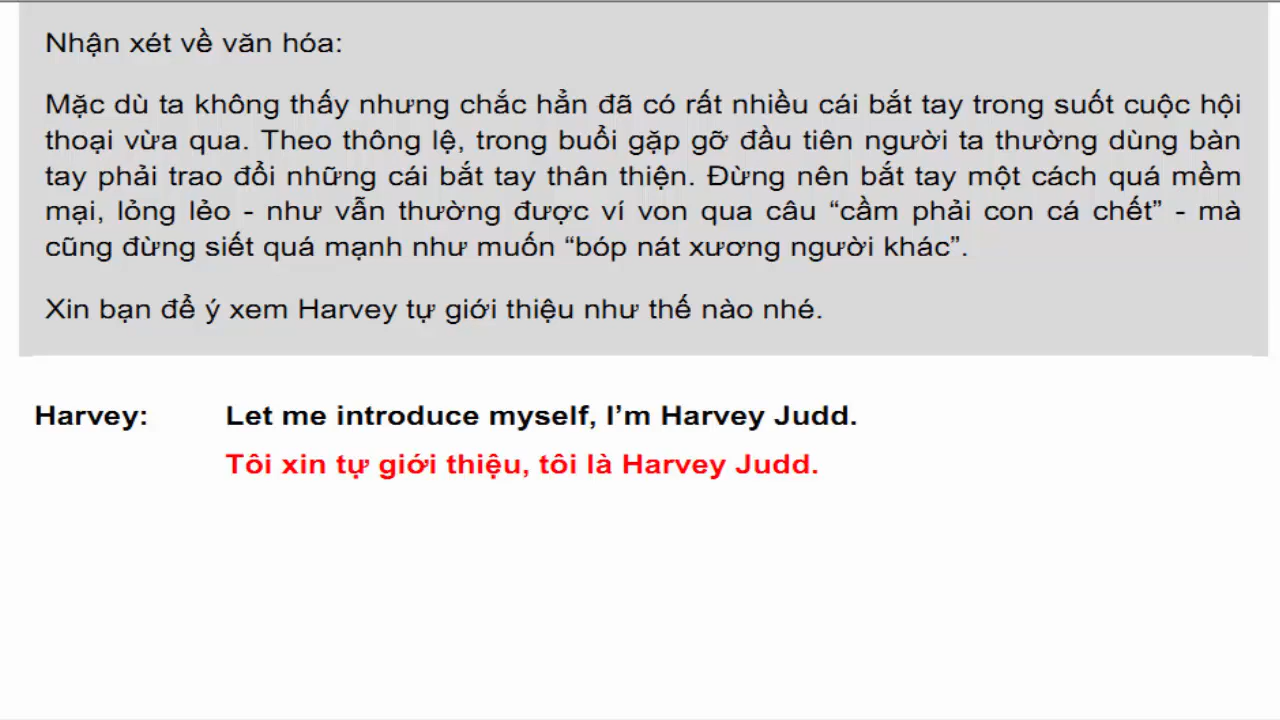 Nhận xét về văn hóa:
Mặc dù ta không thấy nhưng chắc hẳn đã có rất nhiều cái bắt tay trong suốt cuộc hội
thoại vừa qua. Theo thông lệ, trong buổi gặp gỡ đầu tiên người ta thường dùng bàn
tay phải trao đổi những cái bắt tay thân thiện. Đừng nên bắt tay một cách quá mềm
mại, lỏng lẻo - như vẫn thường được ví von qua câu “cầm phải con cá chết” - mà
cũng đừng siết quá mạnh như muốn “bóp nát xương người khác”.
Xin bạn để ý xem Harvey tự giới thiệu như thế nào nhé.
Harvey: Let me introduce myself, I’m Harvey Judd.
Tôi xin tự giới thiệu, tôi là Harvey Judd.